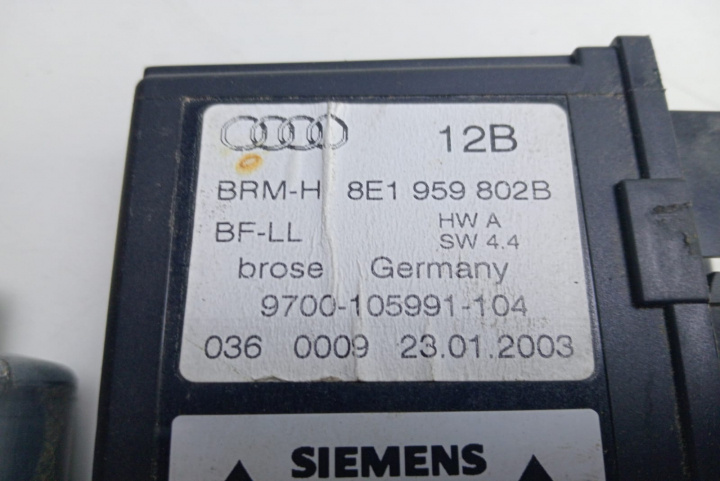 12B
BRM-H 8E1 959 802B
BF-LL HW A
SW 4.4
brose Germany
9700-105991-104
036 0009 23.01.2003
SIEMENS